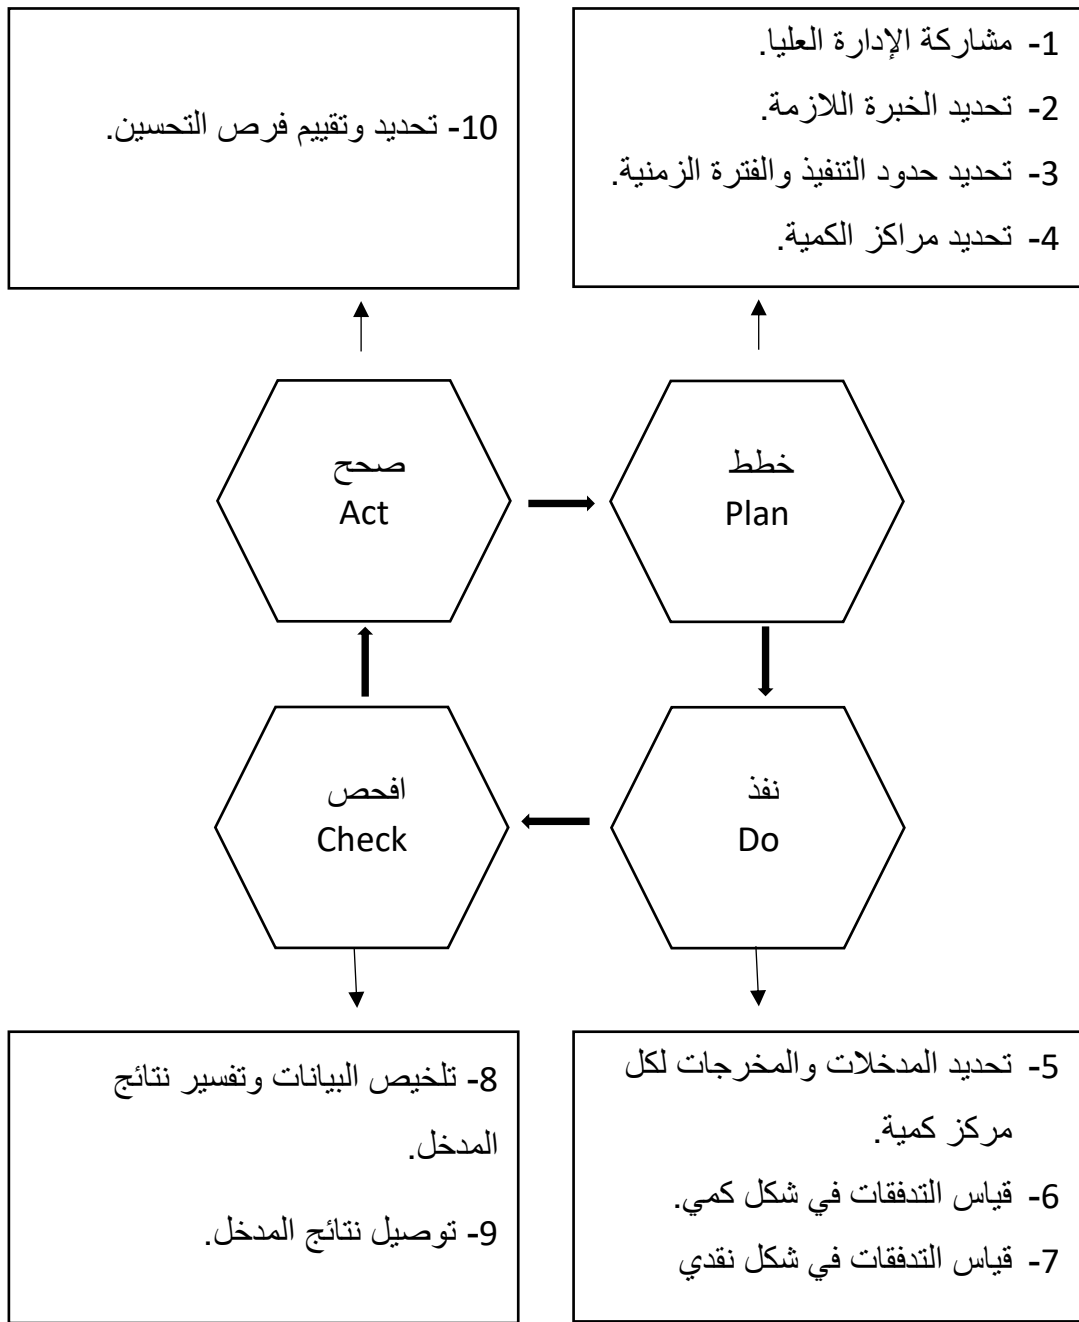 1- مشاركة الإدارة العليا.
2- تحديد الخبرة اللازمة.
3- تحديد حدود التنفيذ والفترة الزمنية.
4- تحديد مراكز الكمية.
10- تحديد وتقييم فرص التحسين.
خطط
Plan
صحح
Act
نفذ
Do
افحص
Check
5- تحديد المدخلات والمخرجات لكل
مركز كمية.
6- قياس التدفقات في شكل كمي.
7- قياس التدفقات في شكل نقدي
8- تلخيص البيانات وتفسير نتائج
المدخل.
9- توصيل نتائج المدخل.